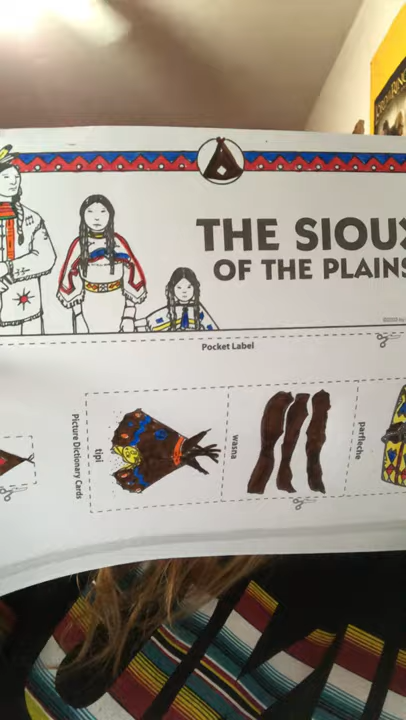 THE SIOUX
OF THE PLAINS
Pocket Label
Picture Dictionary Cards
tipi
wasna
parfleche